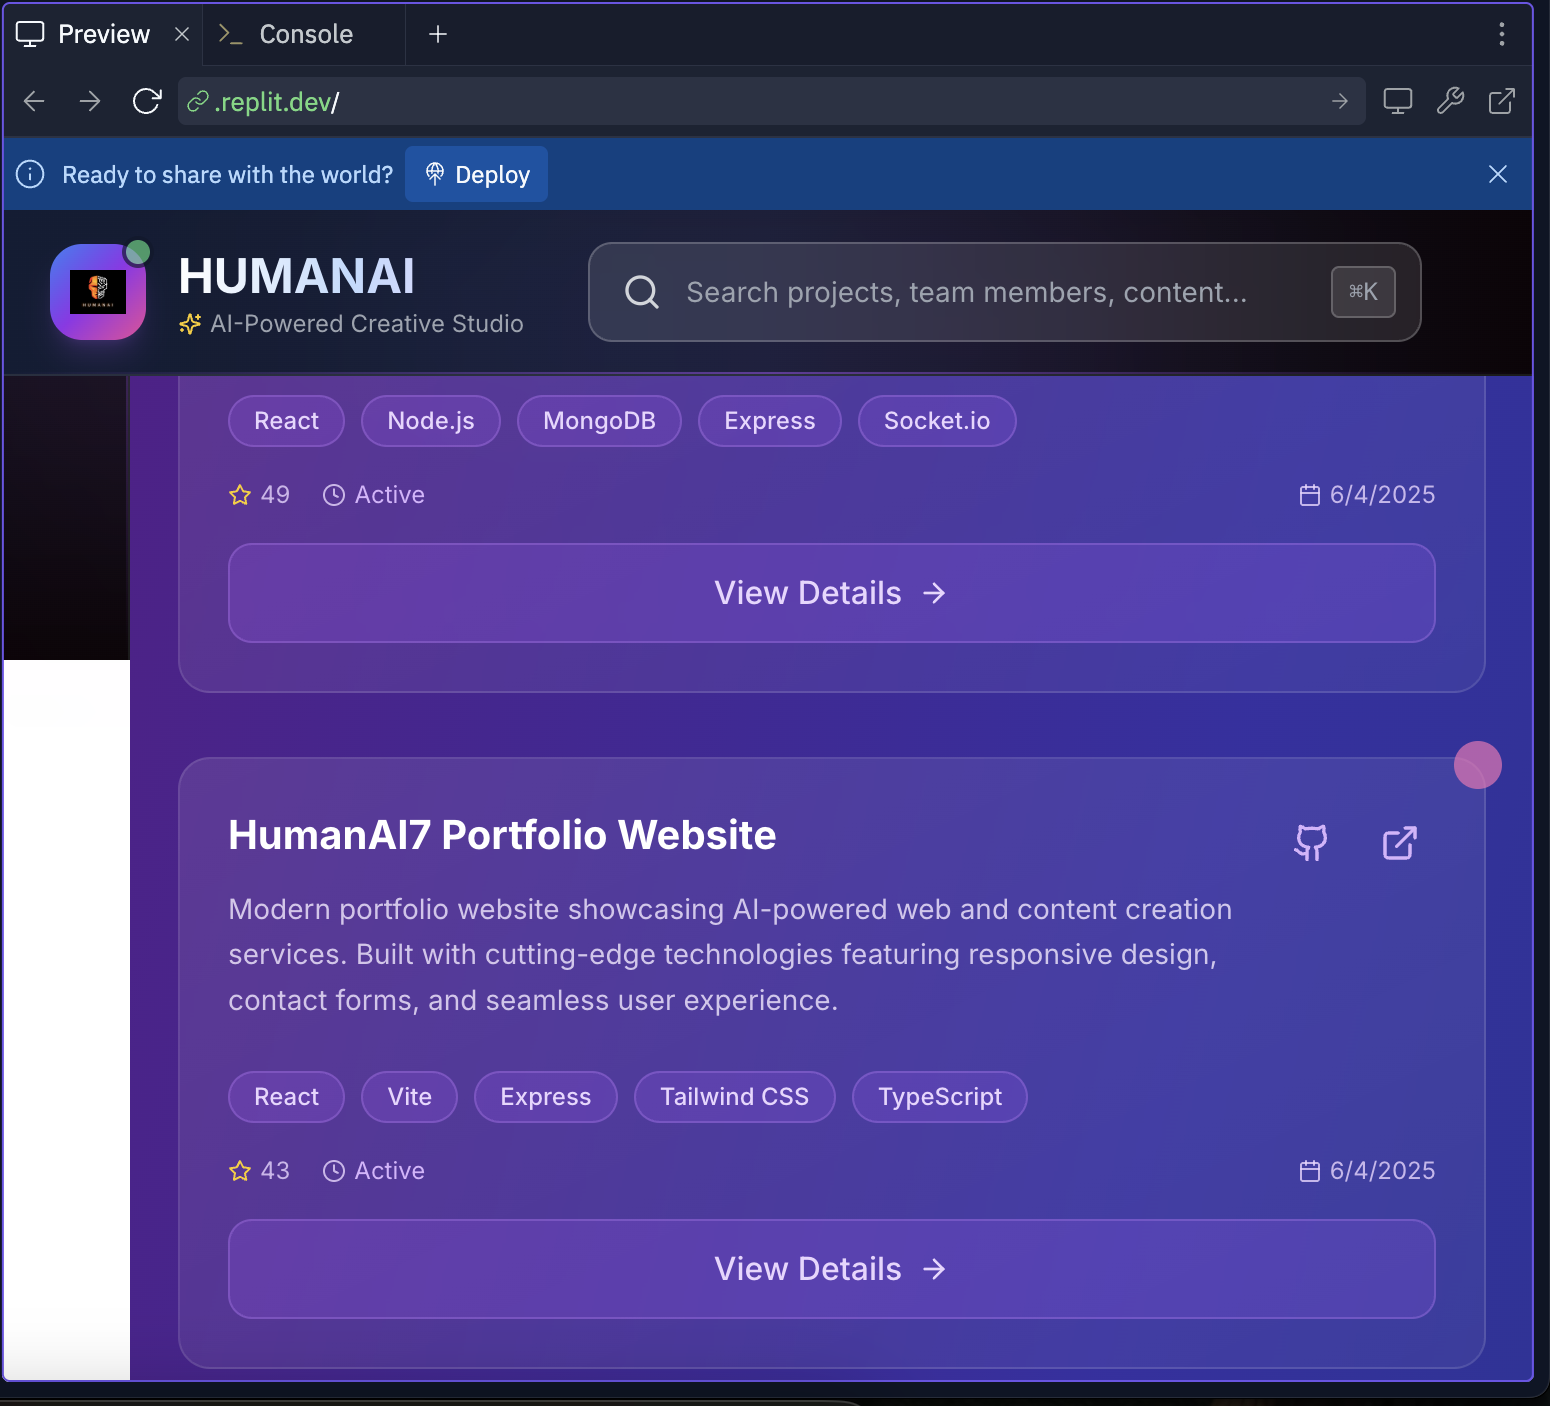 Preview
Console
.replit.dev/
Ready to share with the world?
Deploy
HUMANAI
AI-Powered Creative Studio
Search projects, team members, content...
⌘K
HUMANAI
React
Node.js
MongoDB
Express
Socket.io
49
Active
6/4/2025
View Details →
HumanAI7 Portfolio Website
Modern portfolio website showcasing AI-powered web and content creation
services. Built with cutting-edge technologies featuring responsive design,
contact forms, and seamless user experience.
React
Vite
Express
Tailwind CSS
TypeScript
43
Active
6/4/2025
View Details →